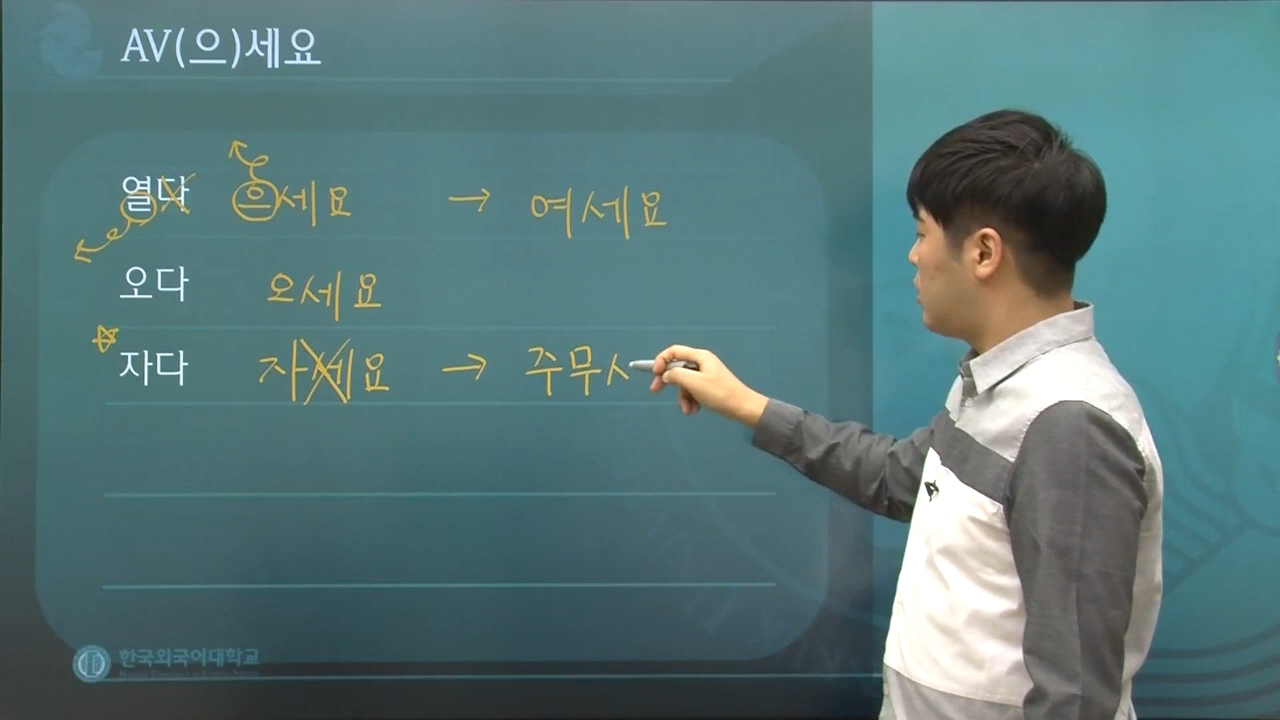 AV(으)세요
열다 으세요 → 여세요
오다 오세요
자다 자세요 → 주무ㅅ
한국외국어대학교